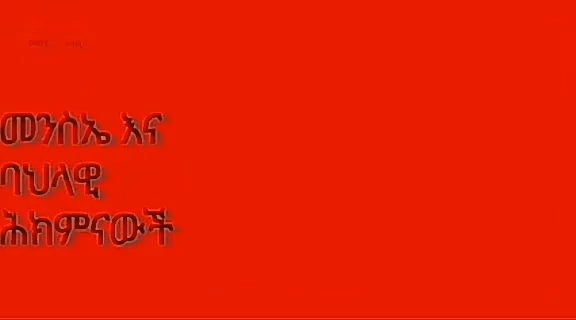 መንስኤ እና
ባህላዊ
ሕክምናውች